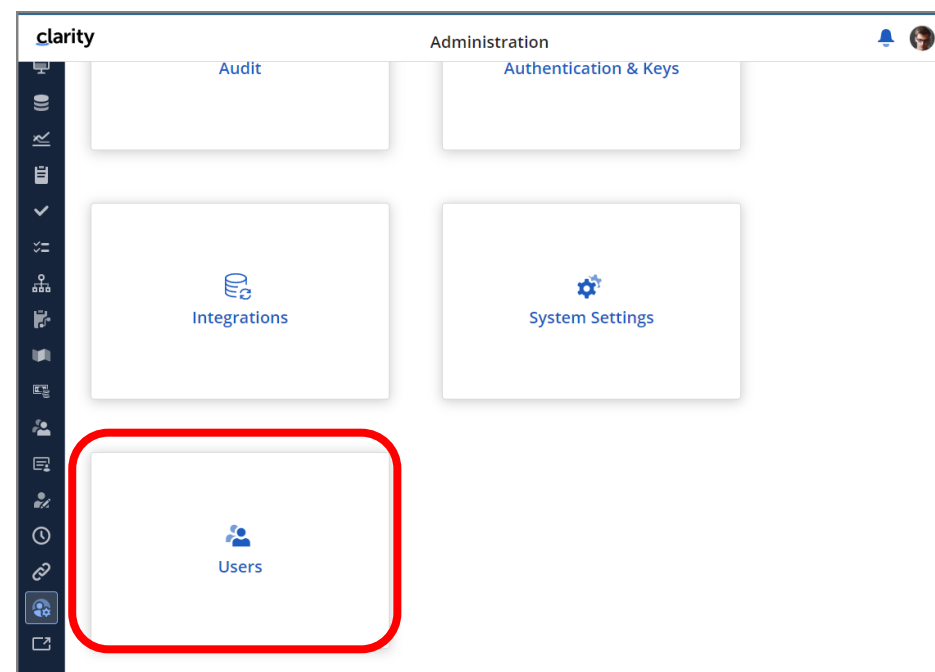 clarity
Administration
Audit
Authentication & Keys
Integrations
System Settings
Users